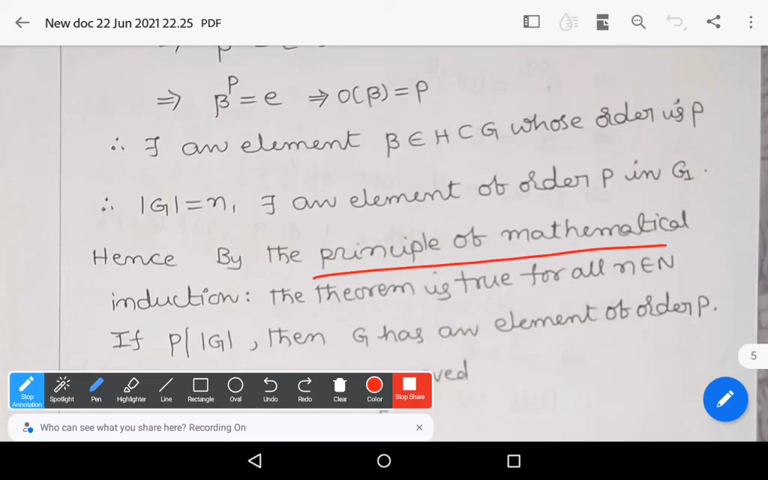 New doc 22 Jun 2021 22.25 PDF
⇒ β^P = e ⇒ O(β) = P
∴ ∃ an element β ∈ H ⊂ G whose order is P
∴ |G| = n, ∃ an element of order P in G.
Hence By the principle of mathematical
induction: the theorem is true for all n ∈ N
If P/|G|, then G has an element of order P.
5
ved
Stop Annotation Spotlight Pen Highlighter Line Rectangle Oval Undo Redo Clear Color Stop Share
Who can see what you share here? Recording On